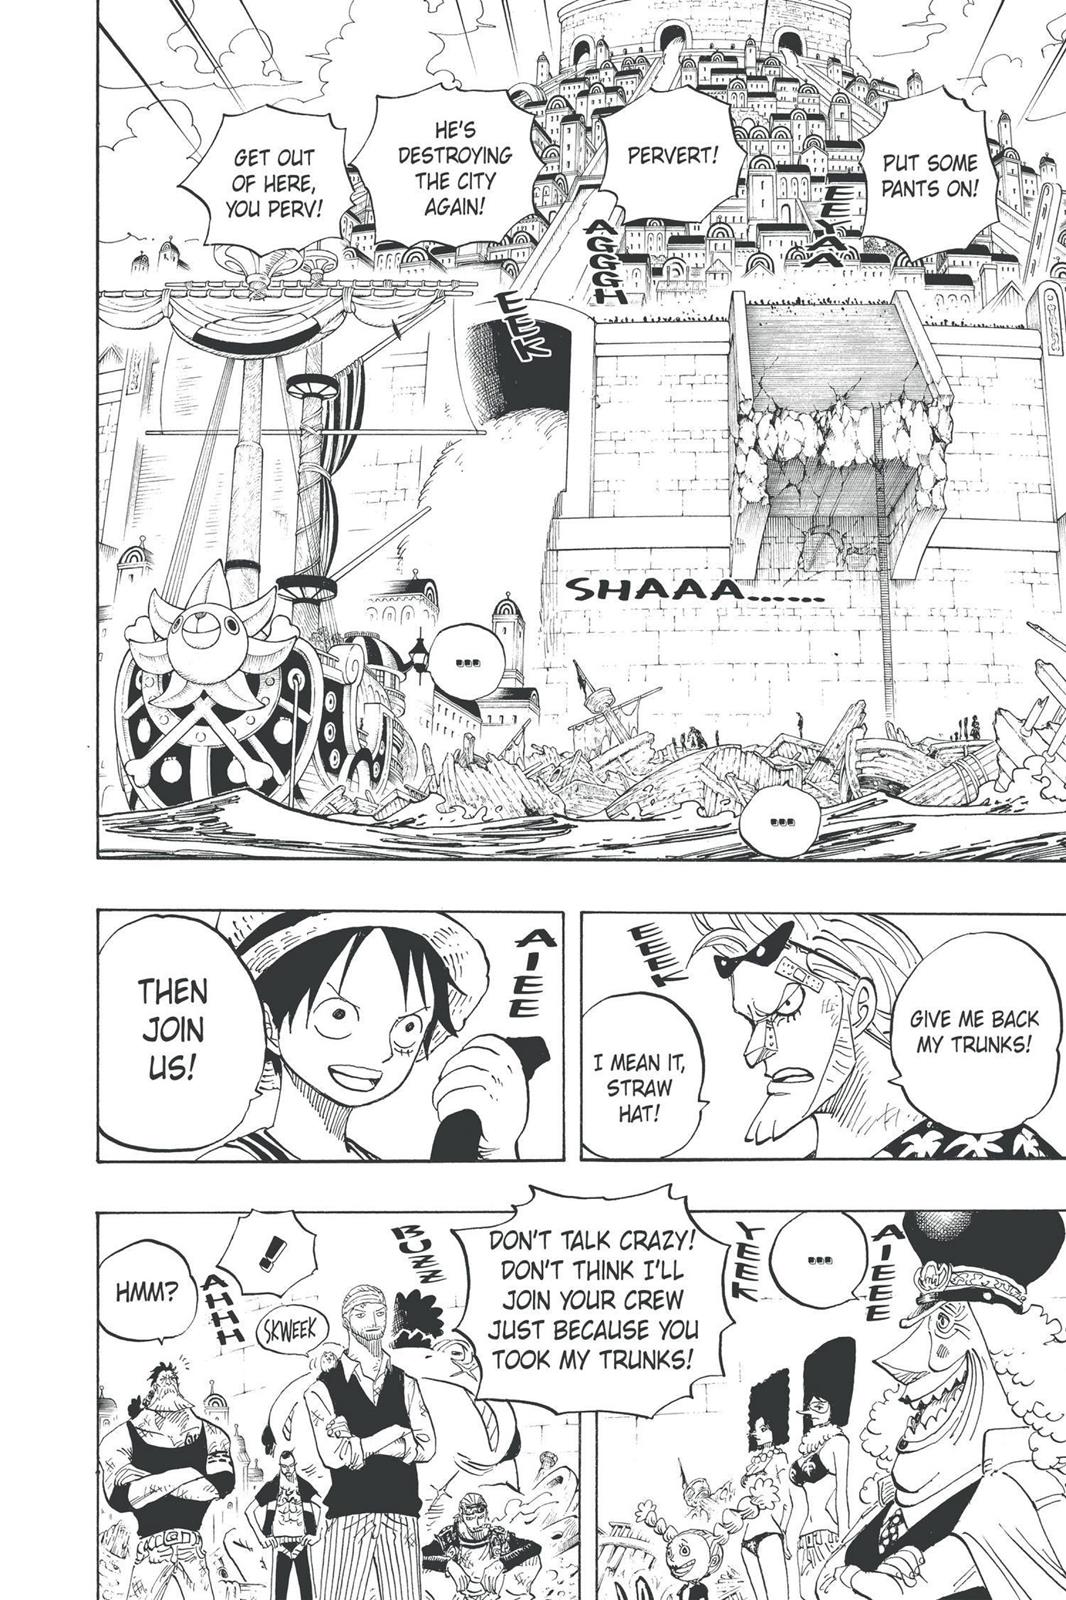 GET OUT
OF HERE,
YOU PERV!
HE'S
DESTROYING
THE CITY
AGAIN!
PERVERT!
PUT SOME
PANTS ON!
EEK
AGGGH
EEYAA
SHAAA......
...
...
THEN
JOIN
US!
AIEE
EEEK
GIVE ME BACK
MY TRUNKS!
I MEAN IT,
STRAW
HAT!
HMM?
AHHH
!
SKWEEK
BUNN
DON'T TALK CRAZY!
DON'T THINK I'LL
JOIN YOUR CREW
JUST BECAUSE YOU
TOOK MY TRUNKS!
YEEK
...
AIEEE